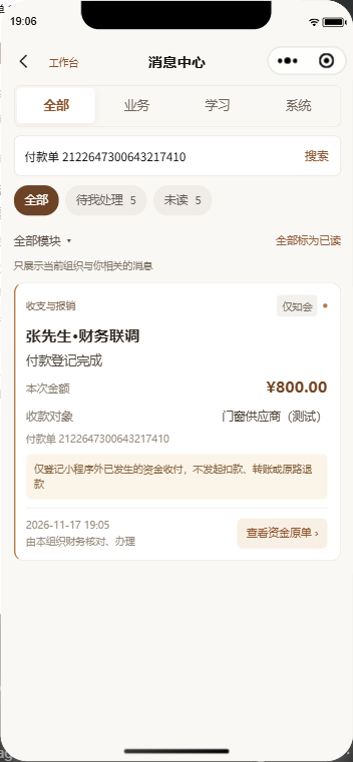 19:06
工作台
消息中心
全部
业务
学习
系统
付款单 2122647300643217410
搜索
全部
待我处理 5
未读 5
全部模块
全部标为已读
只展示当前组织与你相关的消息
收支与报销
仅知会
张先生•财务联调
付款登记完成
本次金额
¥800.00
收款对象
门窗供应商（测试）
付款单 2122647300643217410
仅登记小程序外已发生的资金收付，不发起扣款、转账或原路退
款
2026-11-17 19:05
由本组织财务核对、办理
查看资金原单 ›